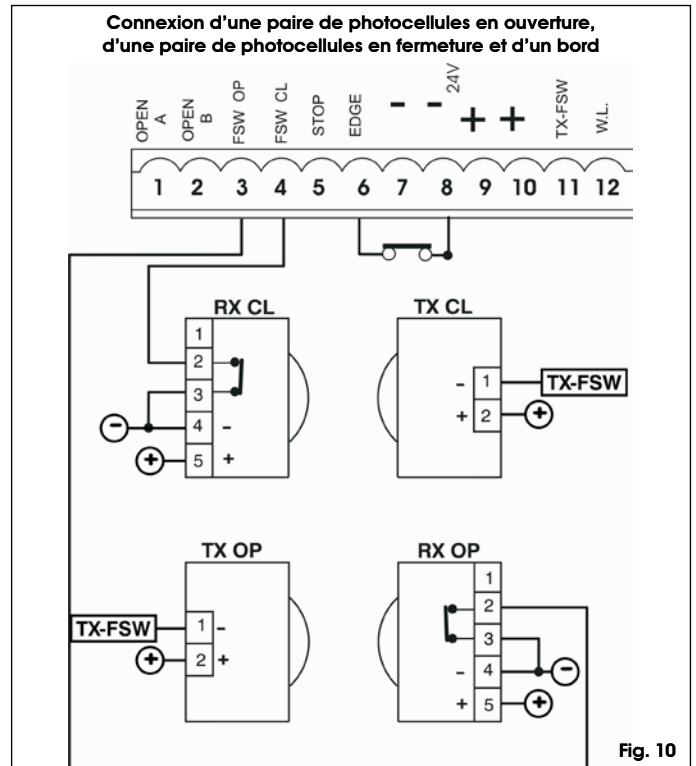 Connexion d'une paire de photocellules en ouverture,
d'une paire de photocellules en fermeture et d'un bord
OPEN A OPEN B FSW OP FSW CL STOP EDGE - - 24V + + TX-FSW W.L.
1 2 3 4 5 6 7 8 9 10 11 12
RX CL
1
2
3
4 -
5 +
-
+
TX CL
- 1 TX-FSW
+ 2 +
TX OP
TX-FSW 1 -
+ 2 +
RX OP
1
2
3
- 4 -
+ 5 +
Fig. 10